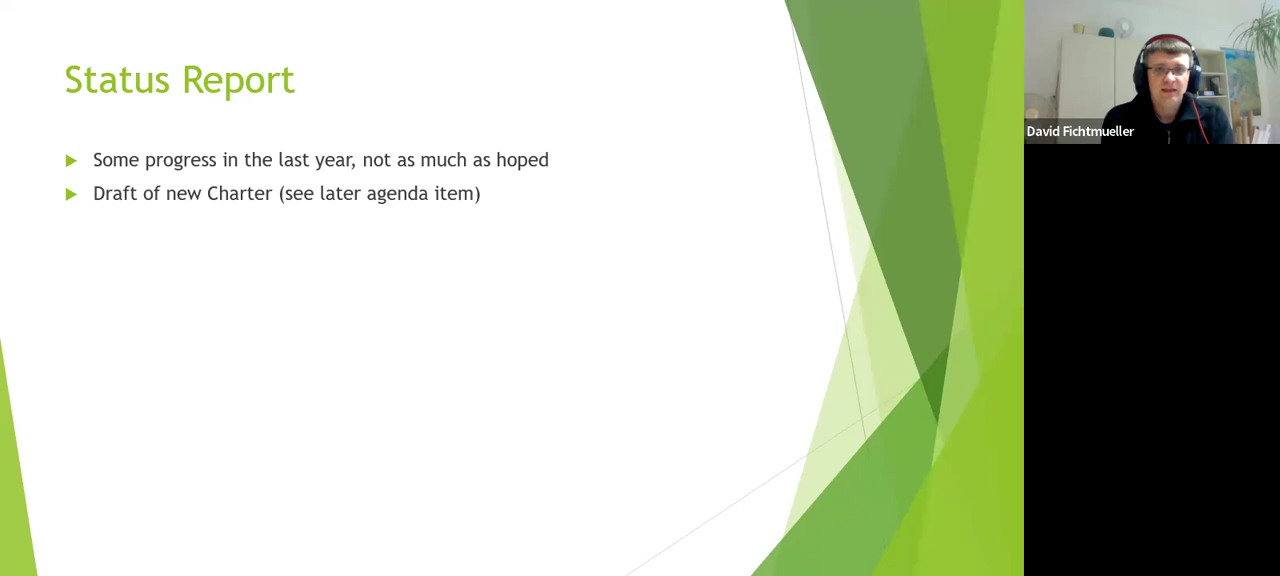 Status Report
Some progress in the last year, not as much as hoped
Draft of new Charter (see later agenda item)
David Fichtmueller